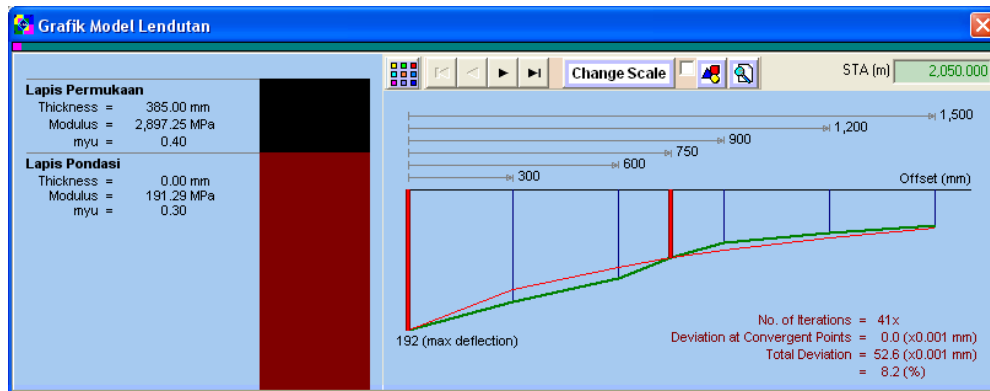 Grafik Model Lendutan
Change Scale
STA (m) 2,050.000
Lapis Permukaan
Thickness = 385.00 mm
Modulus = 2,897.25 MPa
myu = 0.40
Lapis Pondasi
Thickness = 0.00 mm
Modulus = 191.29 MPa
myu = 0.30
1,500
1,200
900
750
600
300
Offset (mm)
192 (max deflection)
No. of Iterations = 41x
Deviation at Convergent Points = 0.0 (x0.001 mm)
Total Deviation = 52.6 (x0.001 mm)
= 8.2 (%)